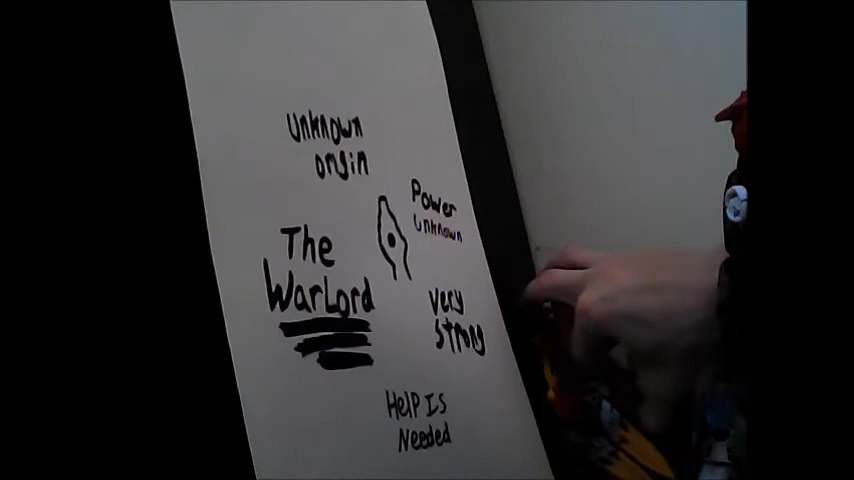 Unknown
origin
Power
Unknown
The
WarLord
Very
Strong
Help Is
Needed